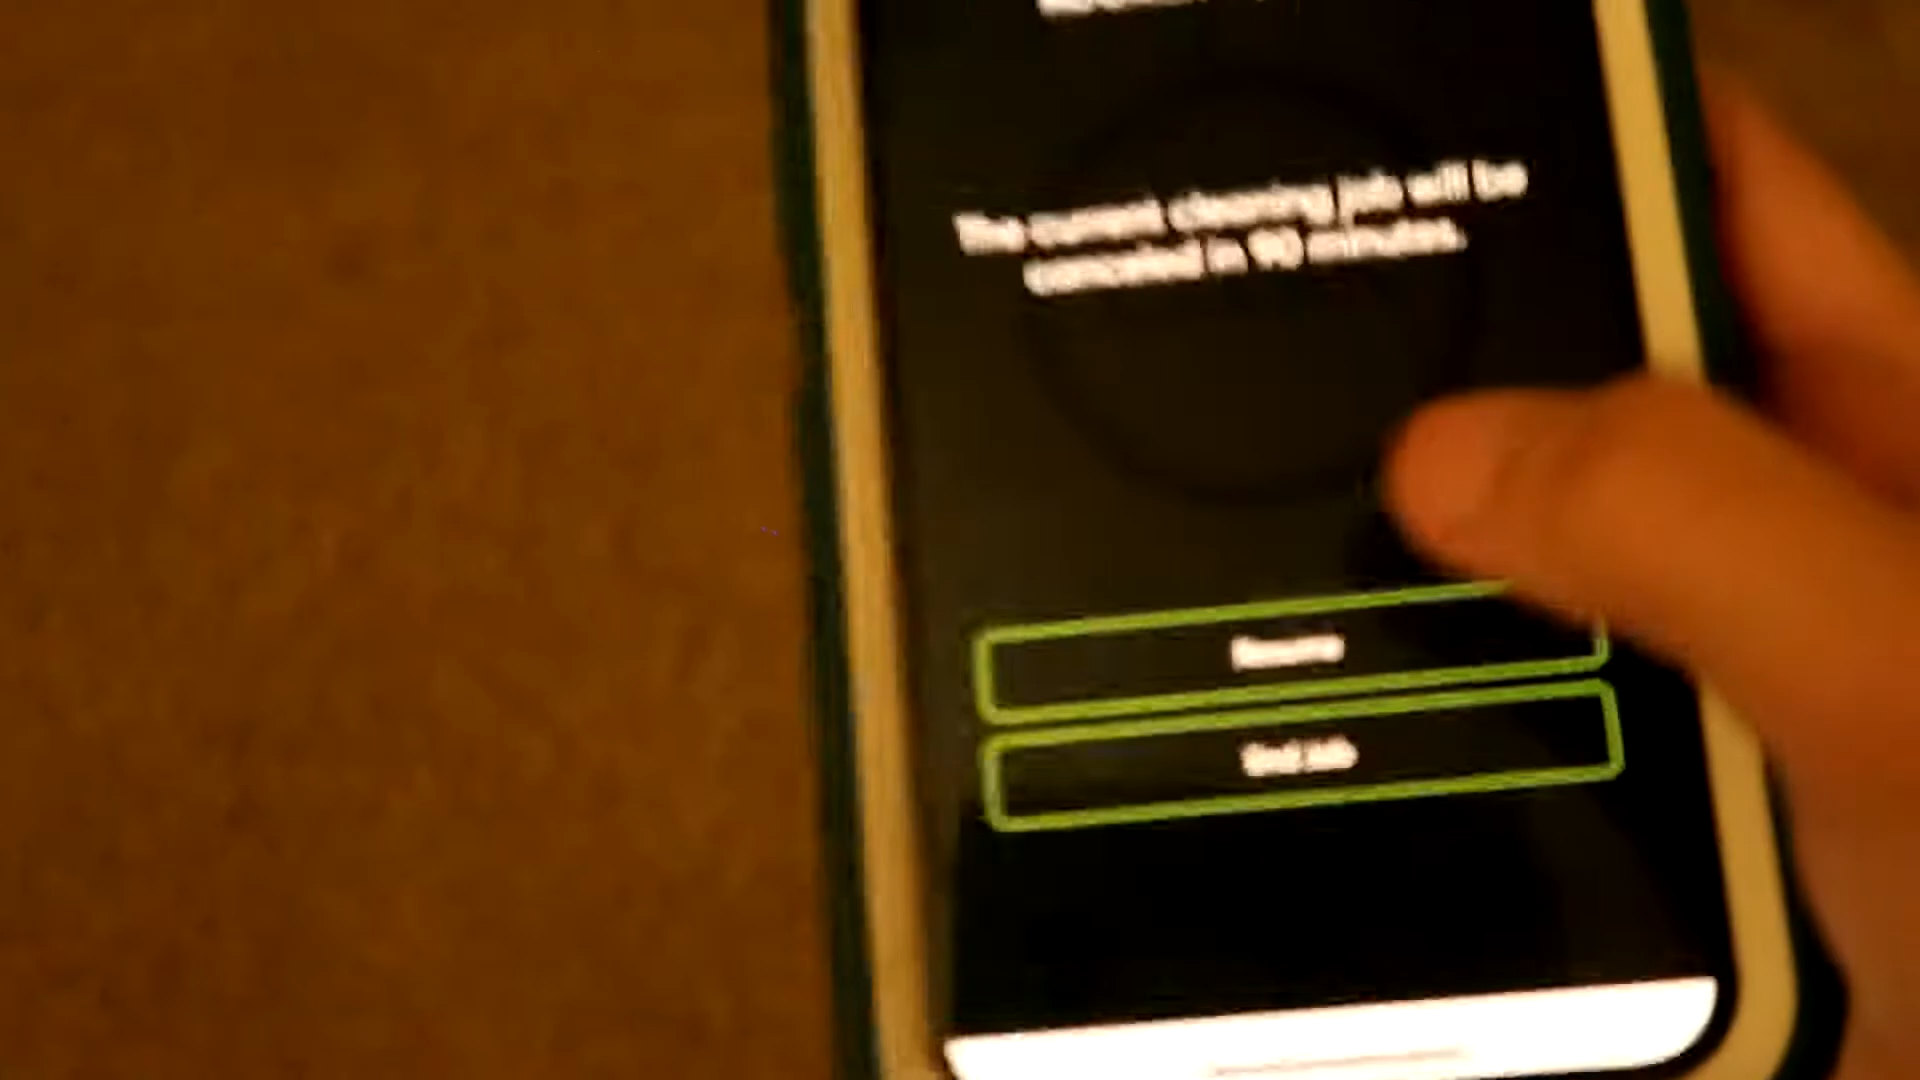 The current cleaning job will be
canceled in 90 minutes.
Resume
End Job